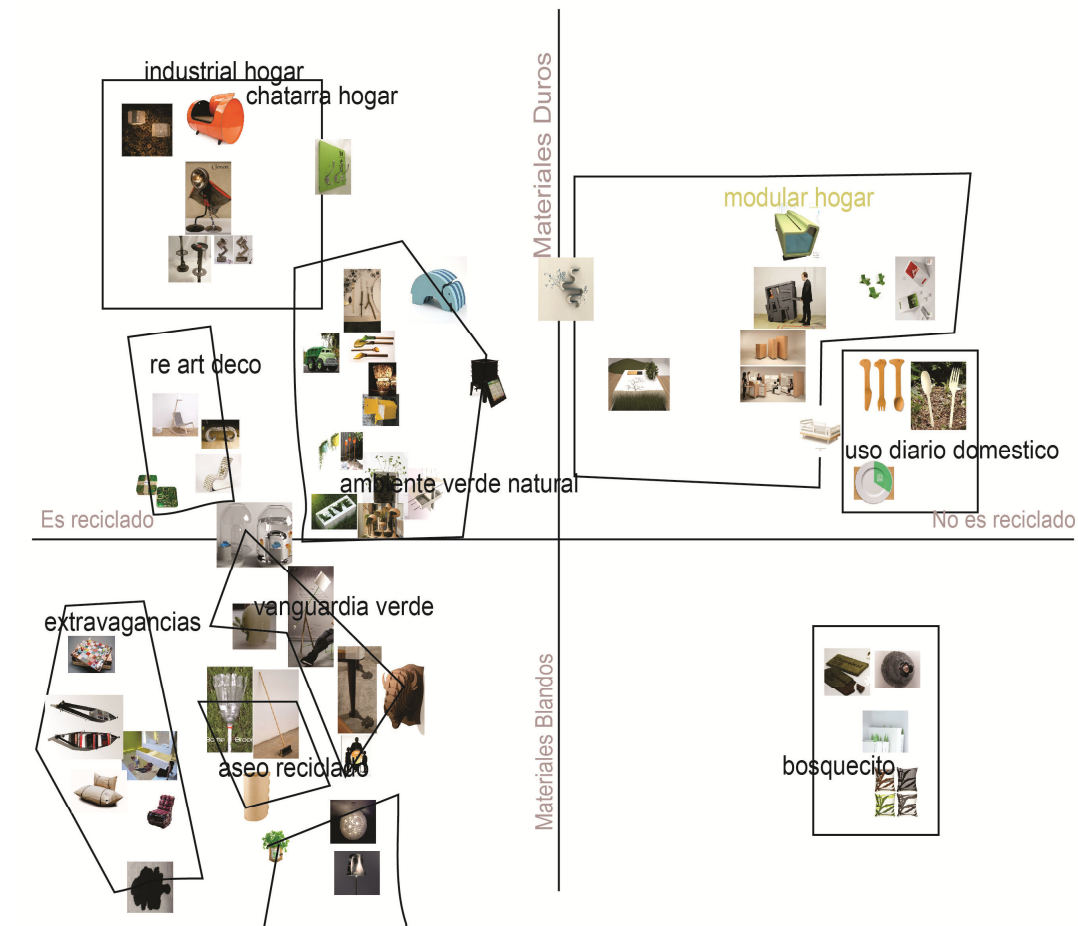 industrial hogar
chatarra hogar
Materiales Duros
modular hogar
re art deco
uso diario domestico
ambiente verde natural
LIVE
Es reciclado
No es reciclado
vanguardia verde
extravagancias
Materiales Blandos
aseo reciclado
bosquecito